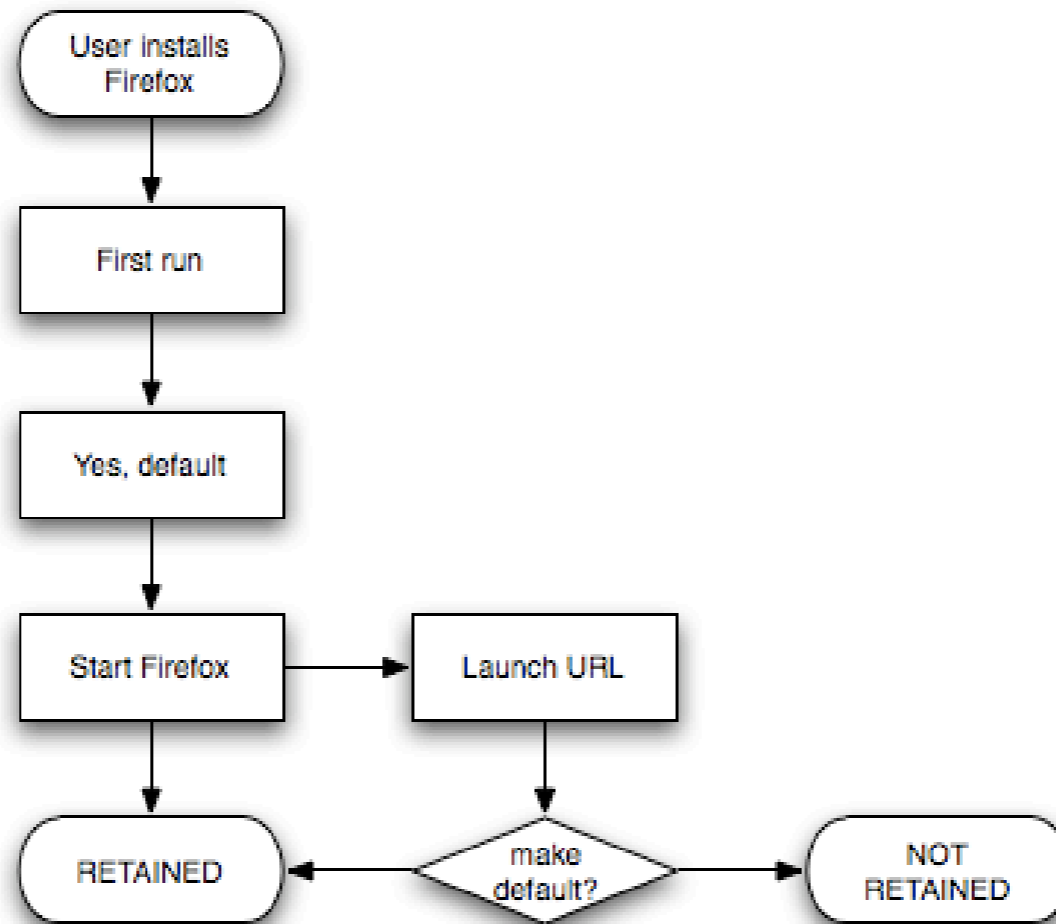 User installs
Firefox
First run
Yes, default
Start Firefox
Launch URL
RETAINED
make
default?
NOT
RETAINED